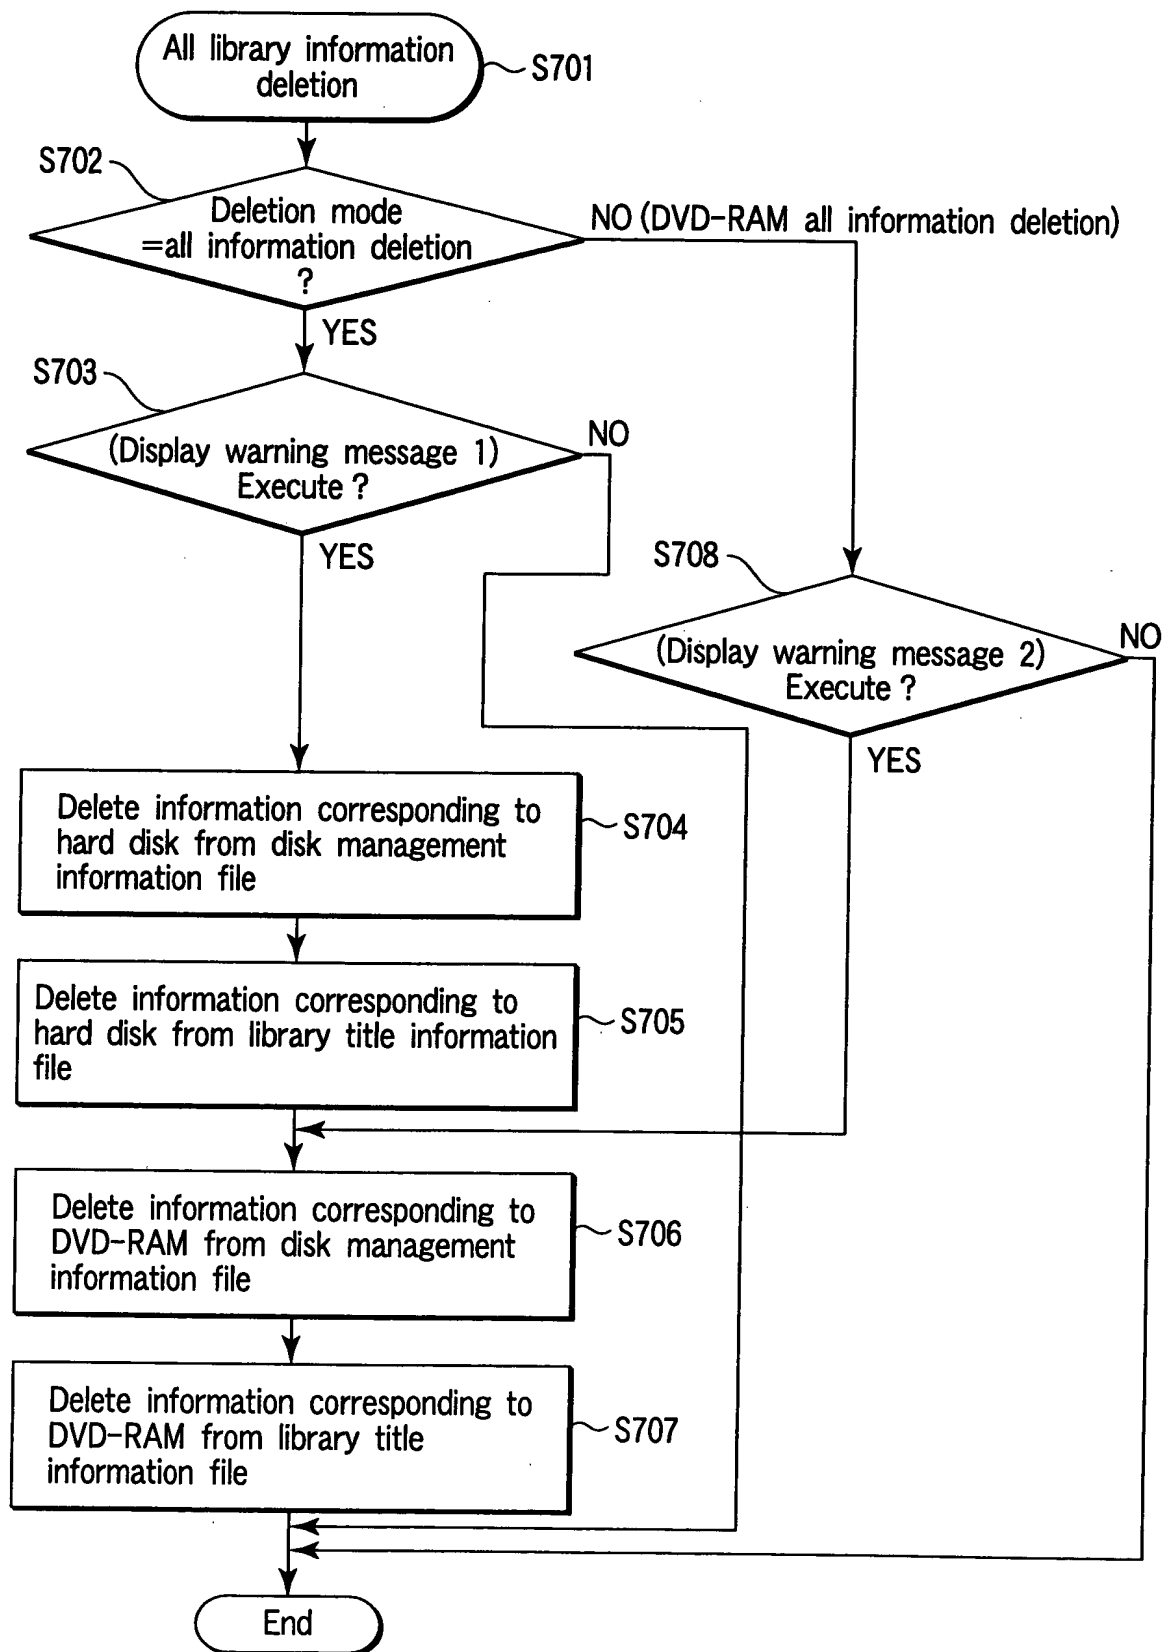 All library information
deletion
S701
S702
Deletion mode
=all information deletion
?
NO (DVD-RAM all information deletion)
YES
S703
(Display warning message 1)
Execute ?
NO
YES
S708
(Display warning message 2)
Execute ?
NO
YES
Delete information corresponding to
hard disk from disk management
information file
S704
Delete information corresponding to
hard disk from library title information
file
S705
Delete information corresponding to
DVD-RAM from disk management
information file
S706
Delete information corresponding to
DVD-RAM from library title
information file
S707
End